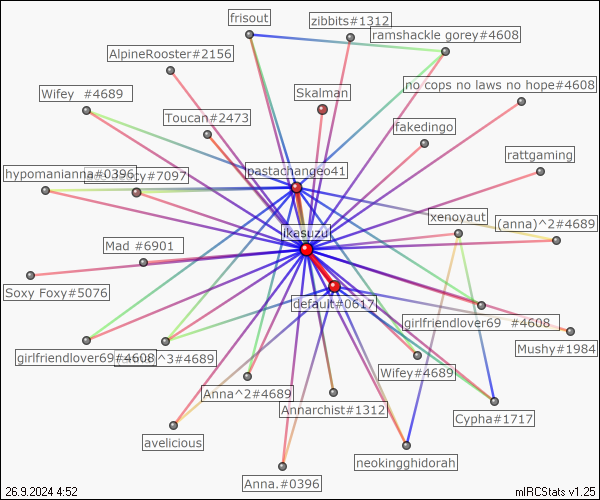 frisout
zibbits#1312
ramshackle gorey#4608
AlpineRooster#2156
no cops no laws no hope#4608
Wifey #4689
Skalman
Toucan#2473
fakedingo
rattgaming
pastachangeo41
hypomanianna#0396
#7097
xenoyaut
(anna)^2#4689
ikasuzu
Mad #6901
Soxy Foxy#5076
default#0617
girlfriendlover69 #4608
Mushy#1984
girlfriendlover69#4608
^3#4689
Wifey#4689
Anna^2#4689
Annarchist#1312
Cypha#1717
avelicious
neokingghidorah
Anna.#0396
26.9.2024 4:52
mIRCStats v1.25